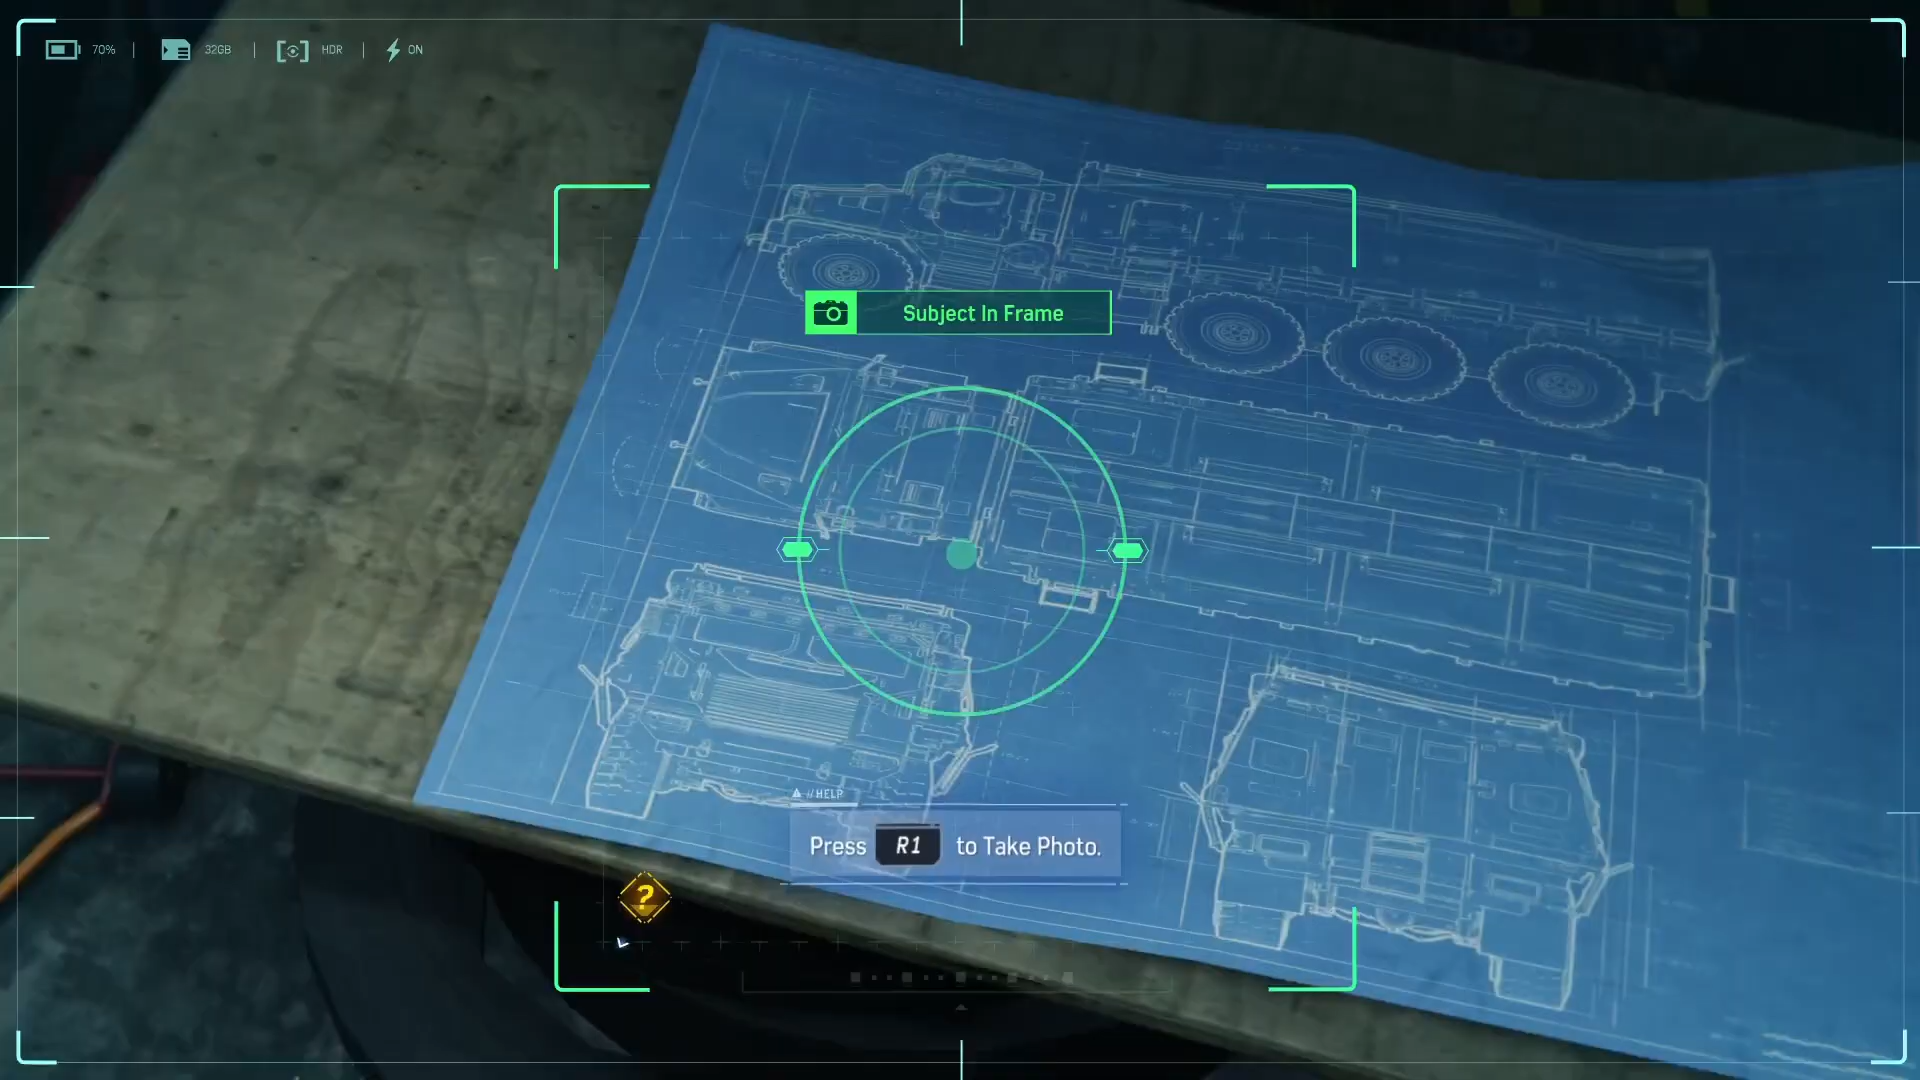 70% | 32GB | HDR | ON
Subject In Frame
// HELP
Press R1 to Take Photo.
?